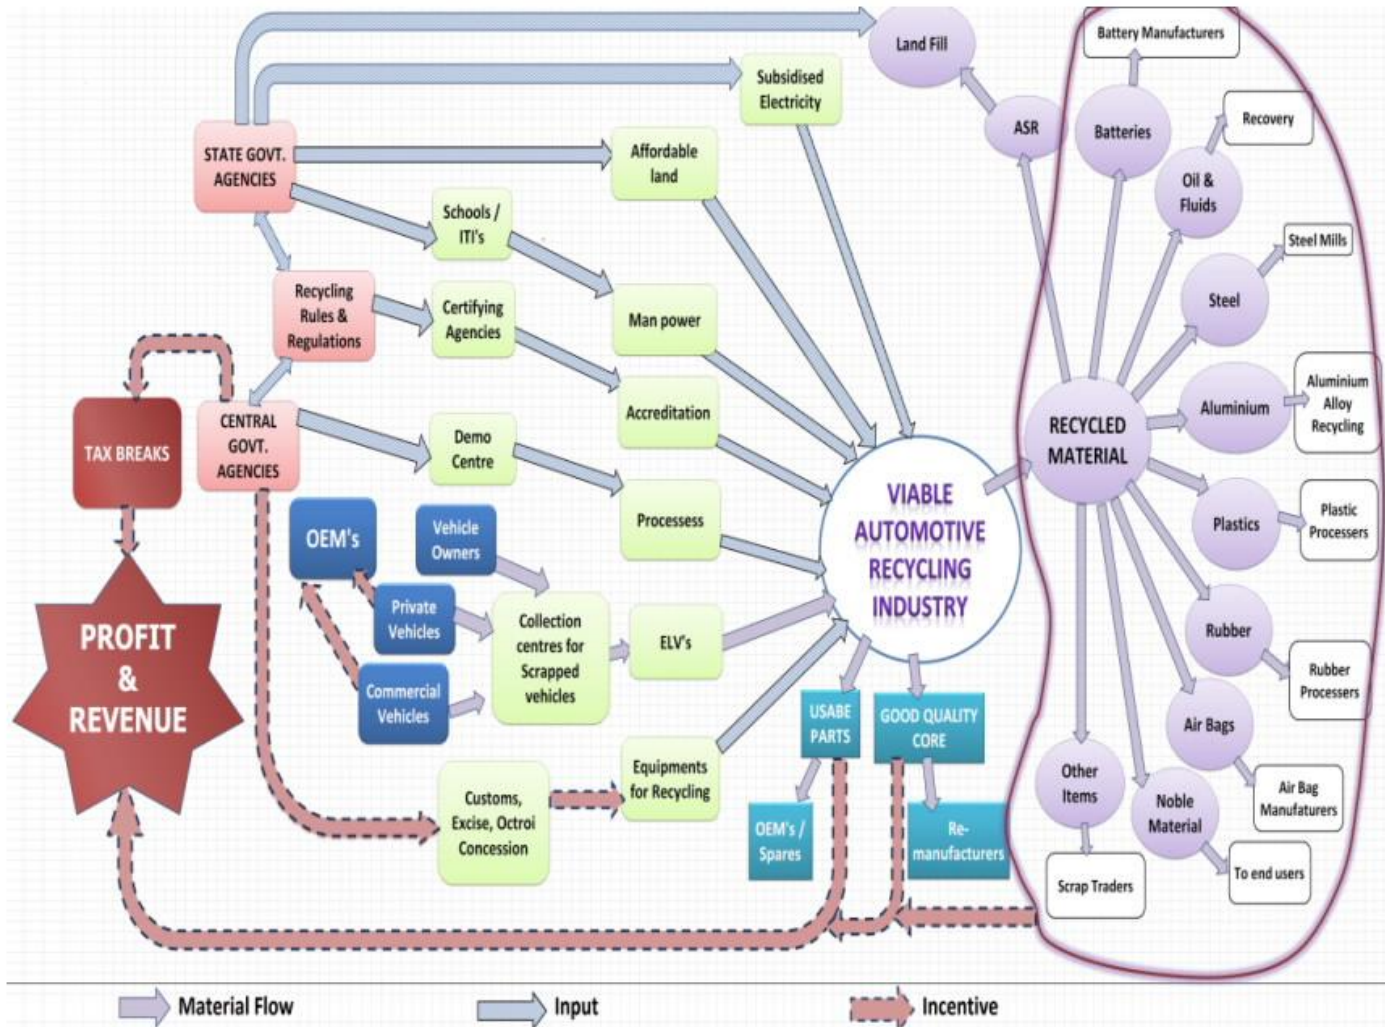 Land Fill
Battery Manufacturers
Subsidised
Electricity
ASR
Batteries
Recovery
STATE GOVT.
AGENCIES
Affordable
land
Oil &
Fluids
Schools /
ITI's
Steel Mills
Recycling
Rules &
Regulations
Certifying
Agencies
Man power
Steel
TAX BREAKS
CENTRAL
GOVT.
AGENCIES
Demo
Centre
Accreditation
RECYCLED
MATERIAL
Aluminium
Aluminium
Alloy
Recycling
OEM's
Vehicle
Owners
Processess
VIABLE
AUTOMOTIVE
RECYCLING
INDUSTRY
Plastics
Plastic
Processers
PROFIT
&
REVENUE
Private
Vehicles
Collection
centres for
Scrapped
vehicles
ELV's
Rubber
Rubber
Processers
Commercial
Vehicles
USABE
PARTS
GOOD QUALITY
CORE
Air Bags
Customs,
Excise, Octroi
Concession
Equipments
for Recycling
Other
Items
Noble
Material
Air Bag
Manufaturers
OEM's /
Spares
Re-
manufacturers
Scrap Traders
To end users
Material Flow
Input
Incentive